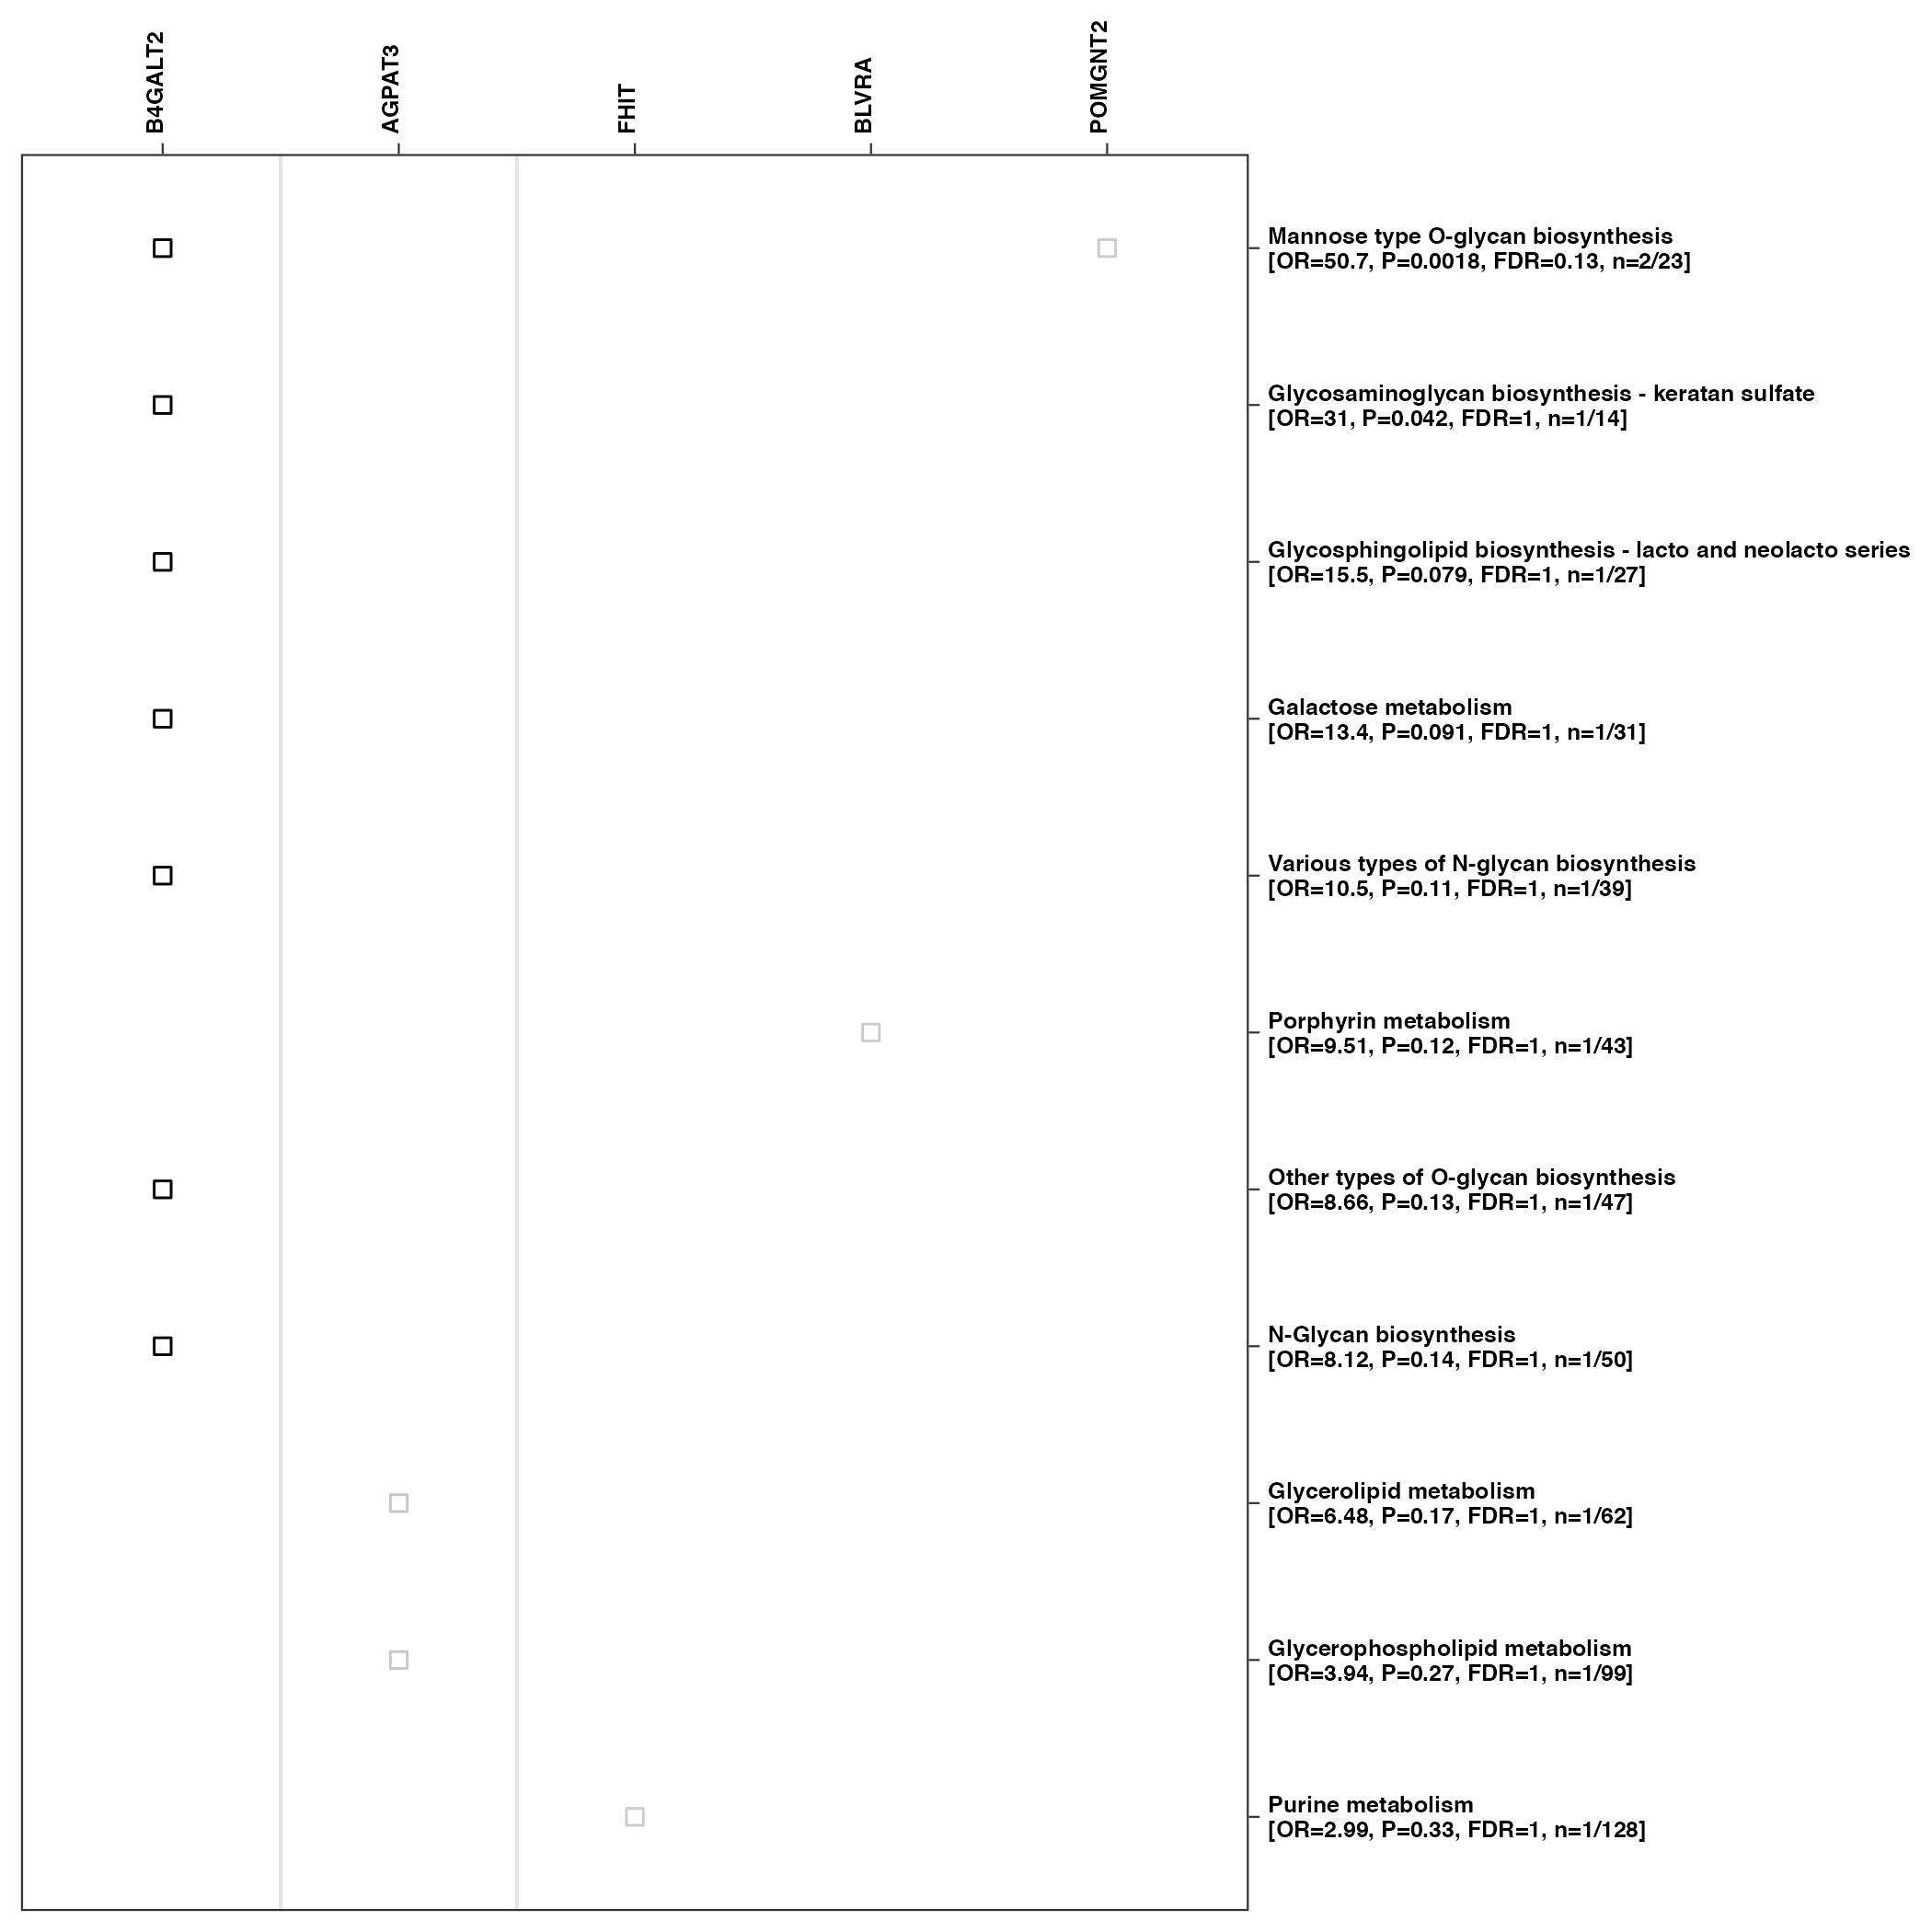 B4GALT2
AGPAT3
FHIT
BLVRA
POMGNT2
Mannose type O-glycan biosynthesis
[OR=50.7, P=0.0018, FDR=0.13, n=2/23]
Glycosaminoglycan biosynthesis - keratan sulfate
[OR=31, P=0.042, FDR=1, n=1/14]
Glycosphingolipid biosynthesis - lacto and neolacto series
[OR=15.5, P=0.079, FDR=1, n=1/27]
Galactose metabolism
[OR=13.4, P=0.091, FDR=1, n=1/31]
Various types of N-glycan biosynthesis
[OR=10.5, P=0.11, FDR=1, n=1/39]
Porphyrin metabolism
[OR=9.51, P=0.12, FDR=1, n=1/43]
Other types of O-glycan biosynthesis
[OR=8.66, P=0.13, FDR=1, n=1/47]
N-Glycan biosynthesis
[OR=8.12, P=0.14, FDR=1, n=1/50]
Glycerolipid metabolism
[OR=6.48, P=0.17, FDR=1, n=1/62]
Glycerophospholipid metabolism
[OR=3.94, P=0.27, FDR=1, n=1/99]
Purine metabolism
[OR=2.99, P=0.33, FDR=1, n=1/128]